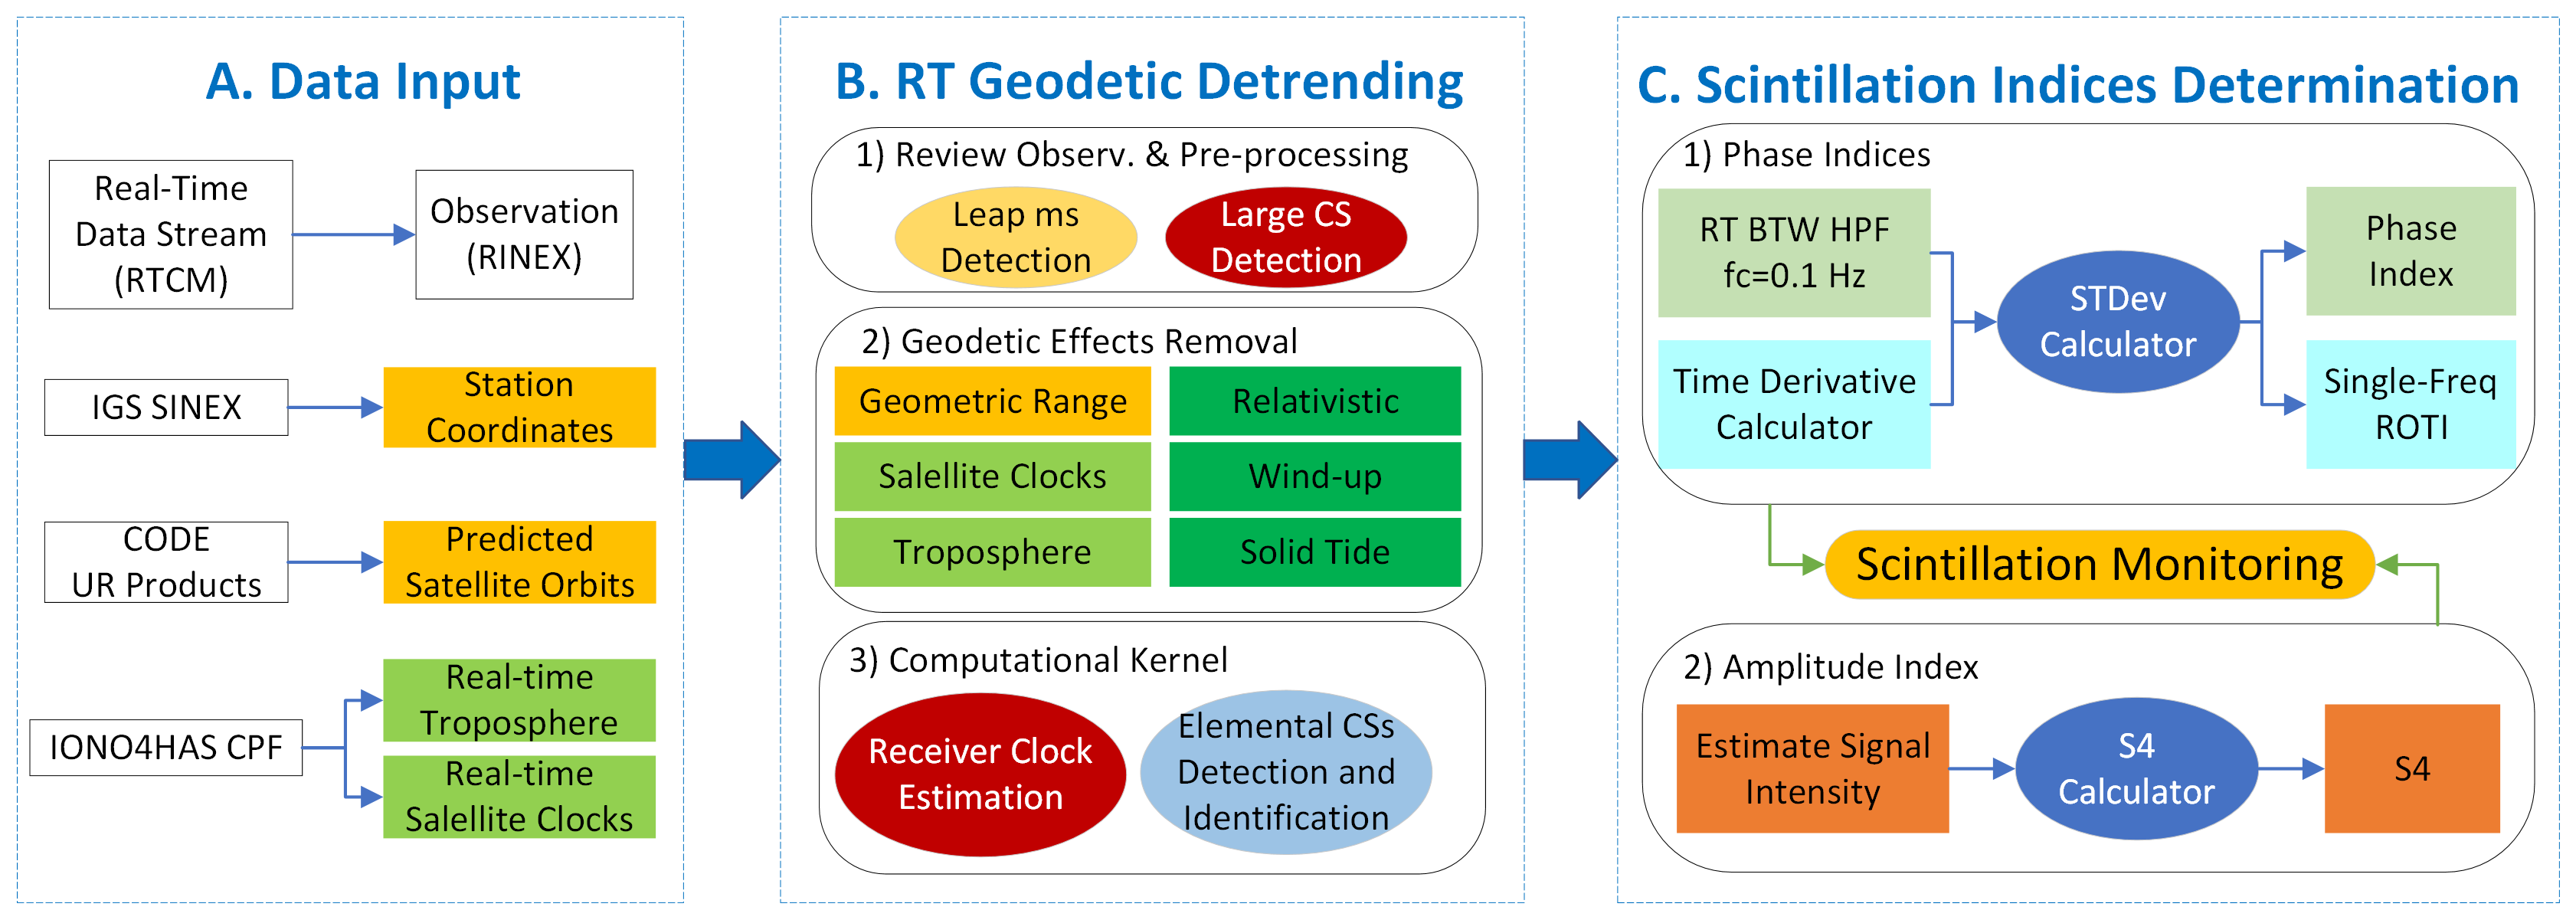 A. Data Input
Real-Time
Data Stream
(RTCM)
Observation
(RINEX)
IGS SINEX
Station
Coordinates
CODE
UR Products
Predicted
Satellite Orbits
IONO4HAS CPF
Real-time
Troposphere
Real-time
Salellite Clocks
B. RT Geodetic Detrending
1) Review Observ. & Pre-processing
Leap ms
Detection
Large CS
Detection
2) Geodetic Effects Removal
Geometric Range
Relativistic
Salellite Clocks
Wind-up
Troposphere
Solid Tide
3) Computational Kernel
Receiver Clock
Estimation
Elemental CSs
Detection and
Identification
C. Scintillation Indices Determination
1) Phase Indices
RT BTW HPF
fc=0.1 Hz
Time Derivative
Calculator
STDev
Calculator
Phase
Index
Single-Freq
ROTI
Scintillation Monitoring
2) Amplitude Index
Estimate Signal
Intensity
S4
Calculator
S4